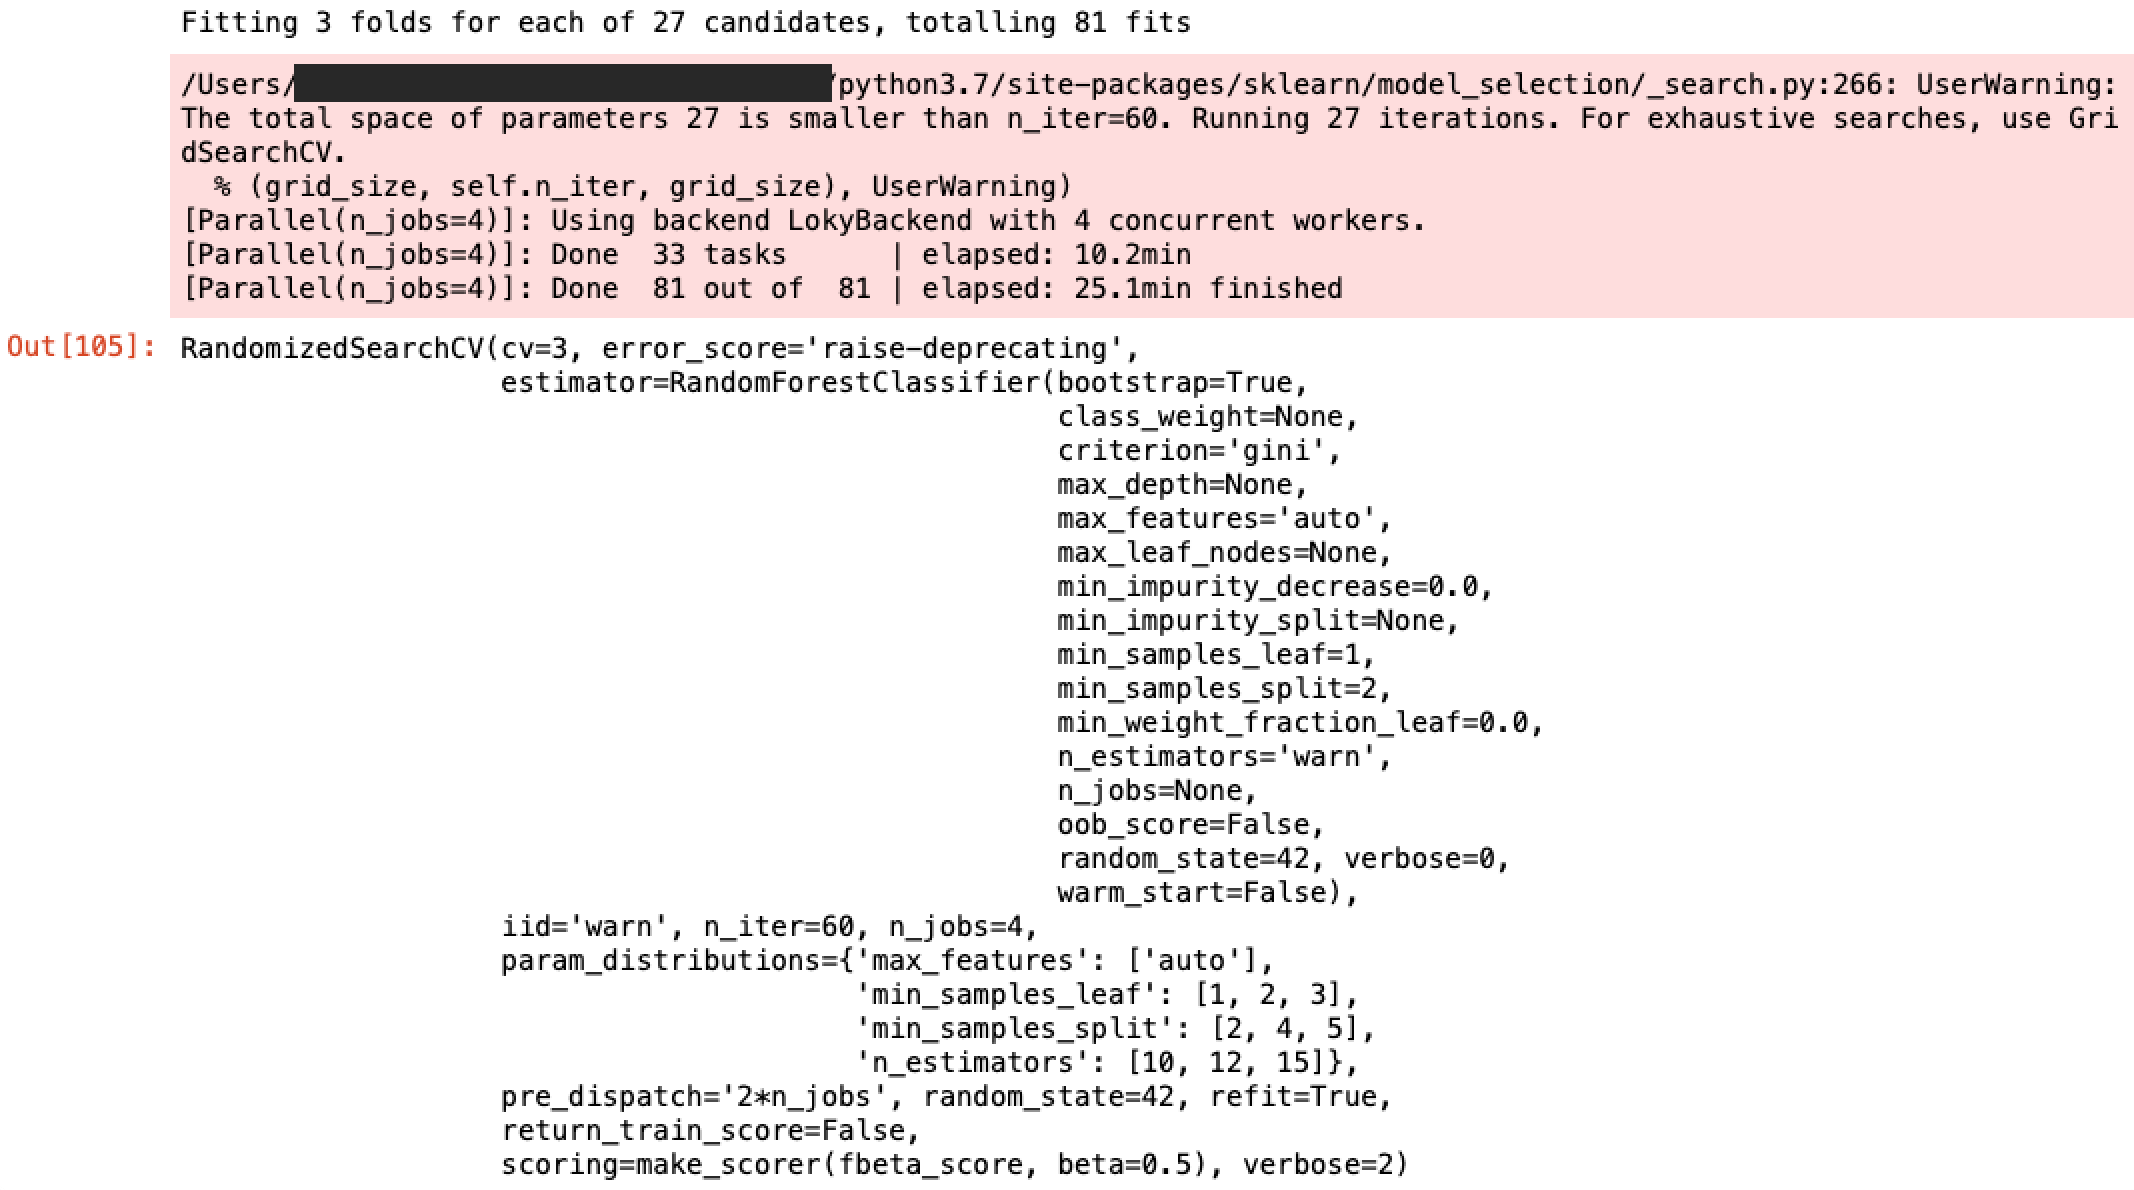 Fitting 3 folds for each of 27 candidates, totalling 81 fits
/Users/ /python3.7/site-packages/sklearn/model_selection/_search.py:266: UserWarning:
The total space of parameters 27 is smaller than n_iter=60. Running 27 iterations. For exhaustive searches, use Gri
dSearchCV.
  % (grid_size, self.n_iter, grid_size), UserWarning)
[Parallel(n_jobs=4)]: Using backend LokyBackend with 4 concurrent workers.
[Parallel(n_jobs=4)]: Done  33 tasks      | elapsed: 10.2min
[Parallel(n_jobs=4)]: Done  81 out of  81 | elapsed: 25.1min finished
Out[105]: RandomizedSearchCV(cv=3, error_score='raise-deprecating',
estimator=RandomForestClassifier(bootstrap=True,
class_weight=None,
criterion='gini',
max_depth=None,
max_features='auto',
max_leaf_nodes=None,
min_impurity_decrease=0.0,
min_impurity_split=None,
min_samples_leaf=1,
min_samples_split=2,
min_weight_fraction_leaf=0.0,
n_estimators='warn',
n_jobs=None,
oob_score=False,
random_state=42, verbose=0,
warm_start=False),
iid='warn', n_iter=60, n_jobs=4,
param_distributions={'max_features': ['auto'],
'min_samples_leaf': [1, 2, 3],
'min_samples_split': [2, 4, 5],
'n_estimators': [10, 12, 15]},
pre_dispatch='2*n_jobs', random_state=42, refit=True,
return_train_score=False,
scoring=make_scorer(fbeta_score, beta=0.5), verbose=2)